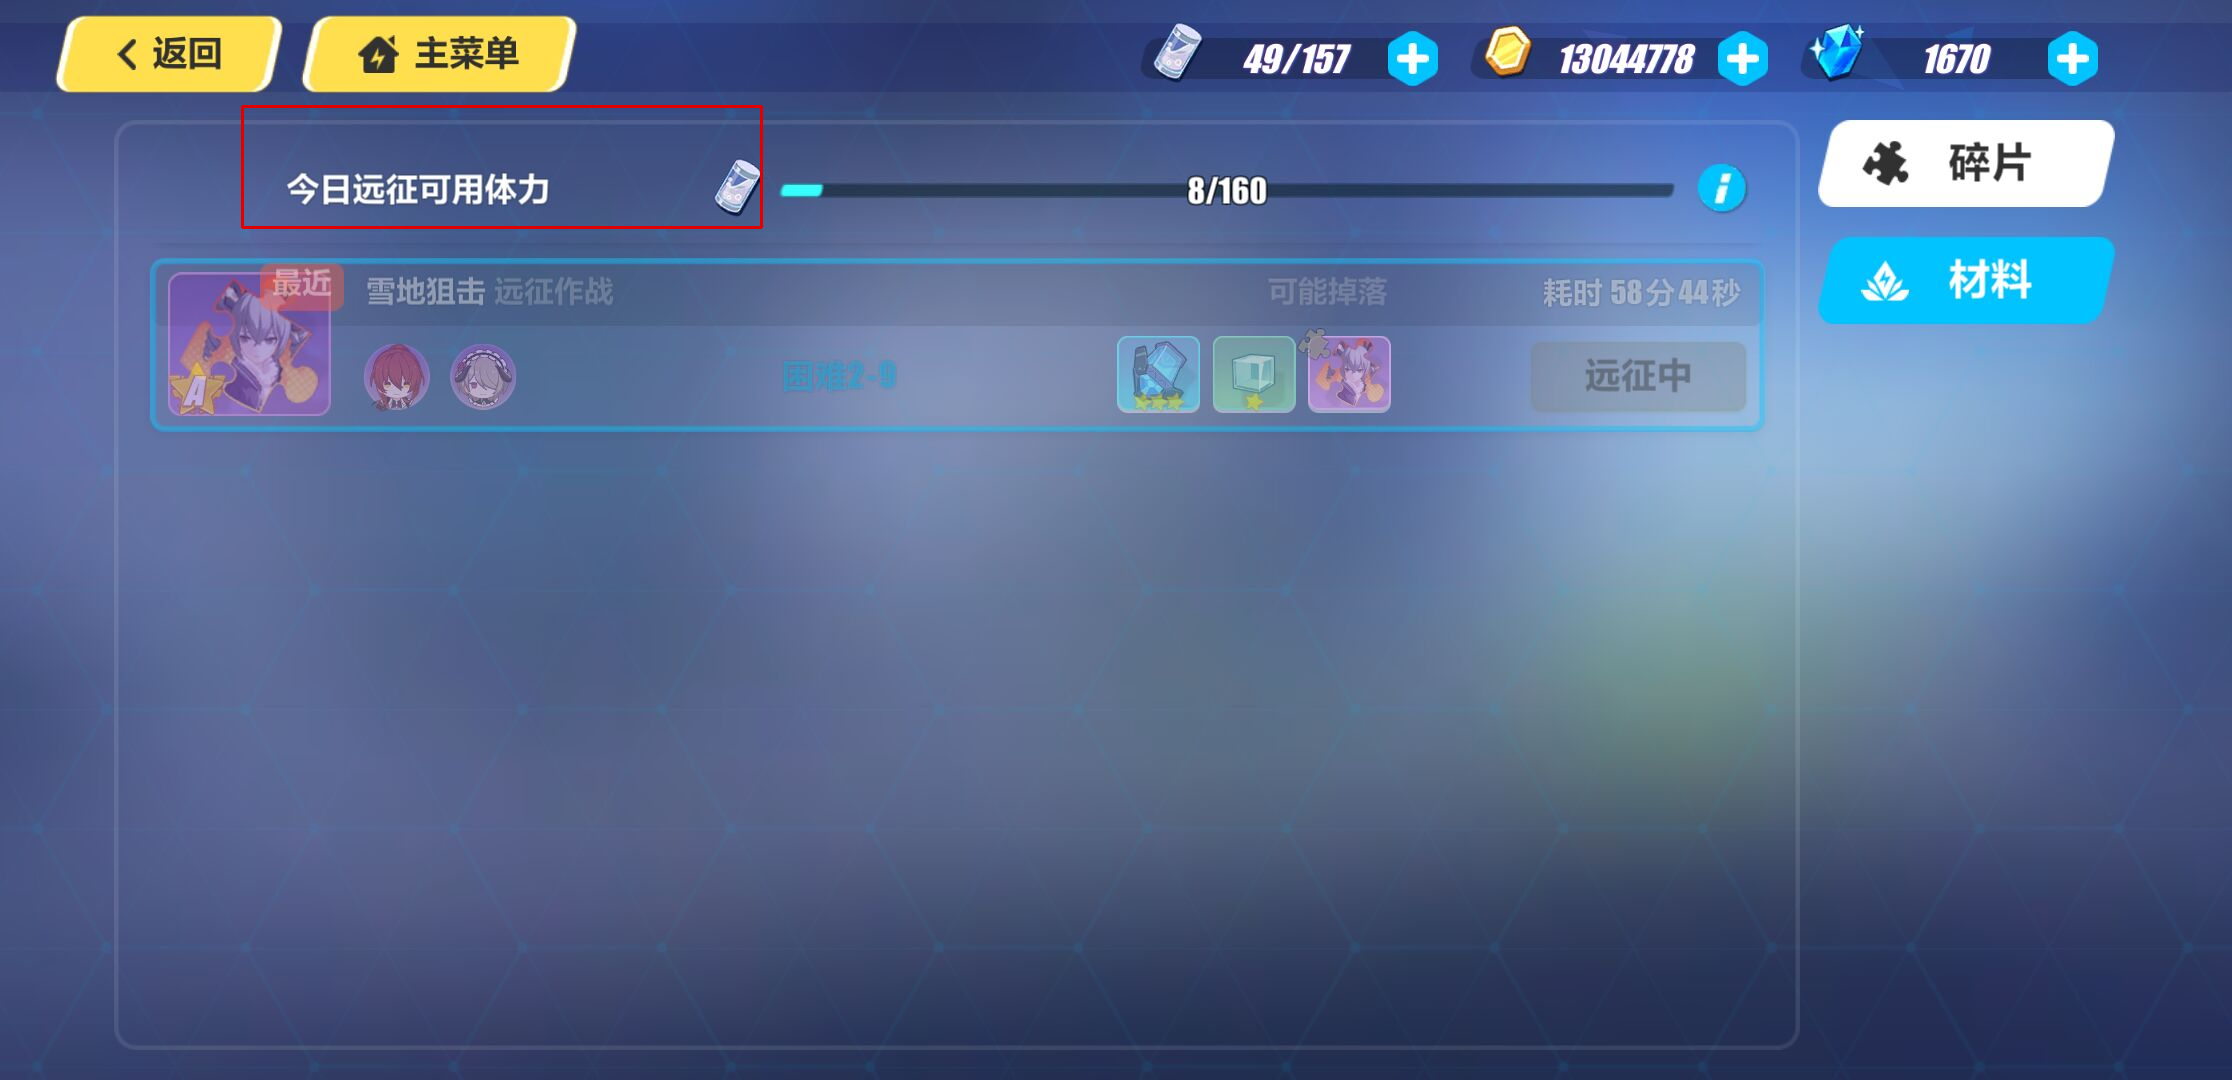 返回
主菜单
49/157
13044778
1670
今日远征可用体力
8/160
i
碎片
材料
最近
雪地狙击 远征作战
可能掉落
耗时 58分44秒
A
困难2-9
远征中